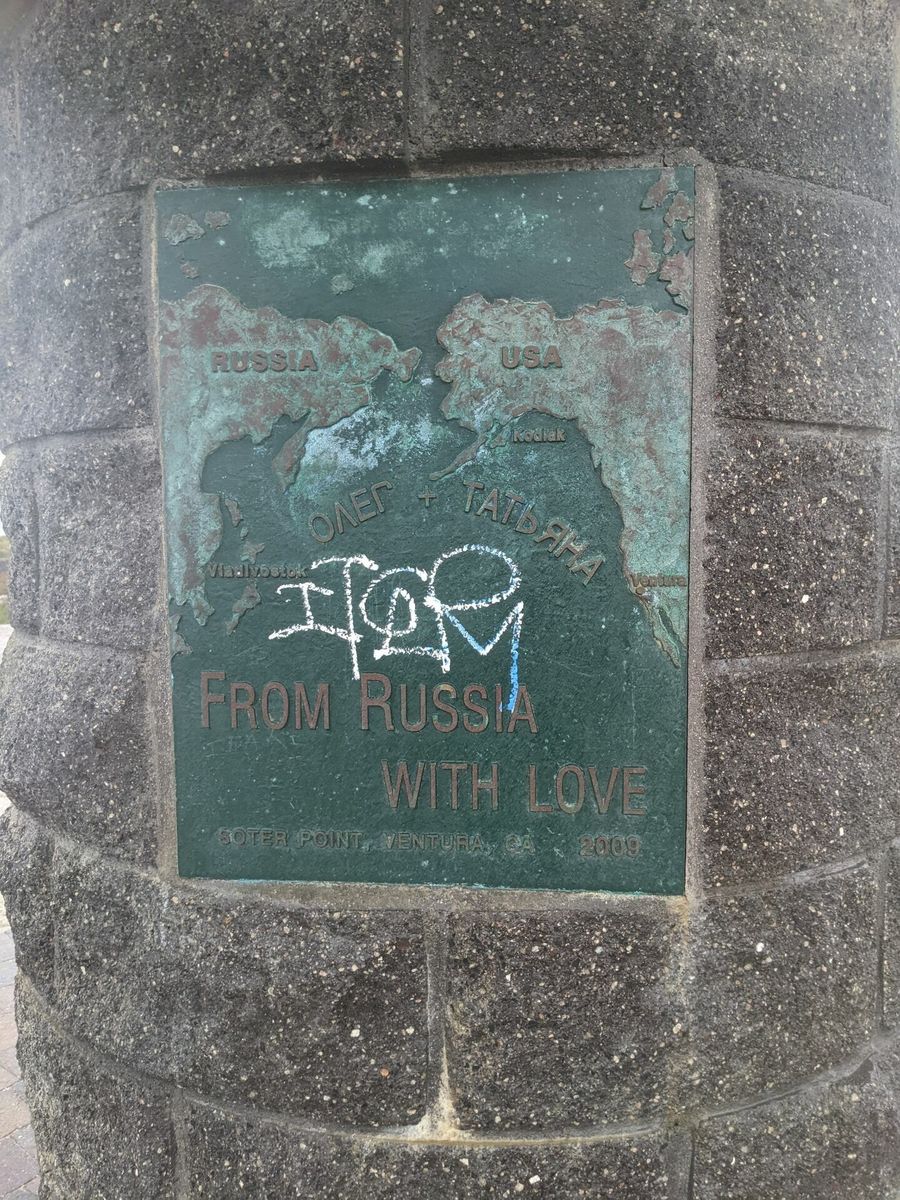 RUSSIA
USA
Kodiak
ОЛЕГ + ТАТЬЯНА
Vladivostok
Ventura
FROM RUSSIA
WITH LOVE
SOTER POINT, VENTURA, CA 2009